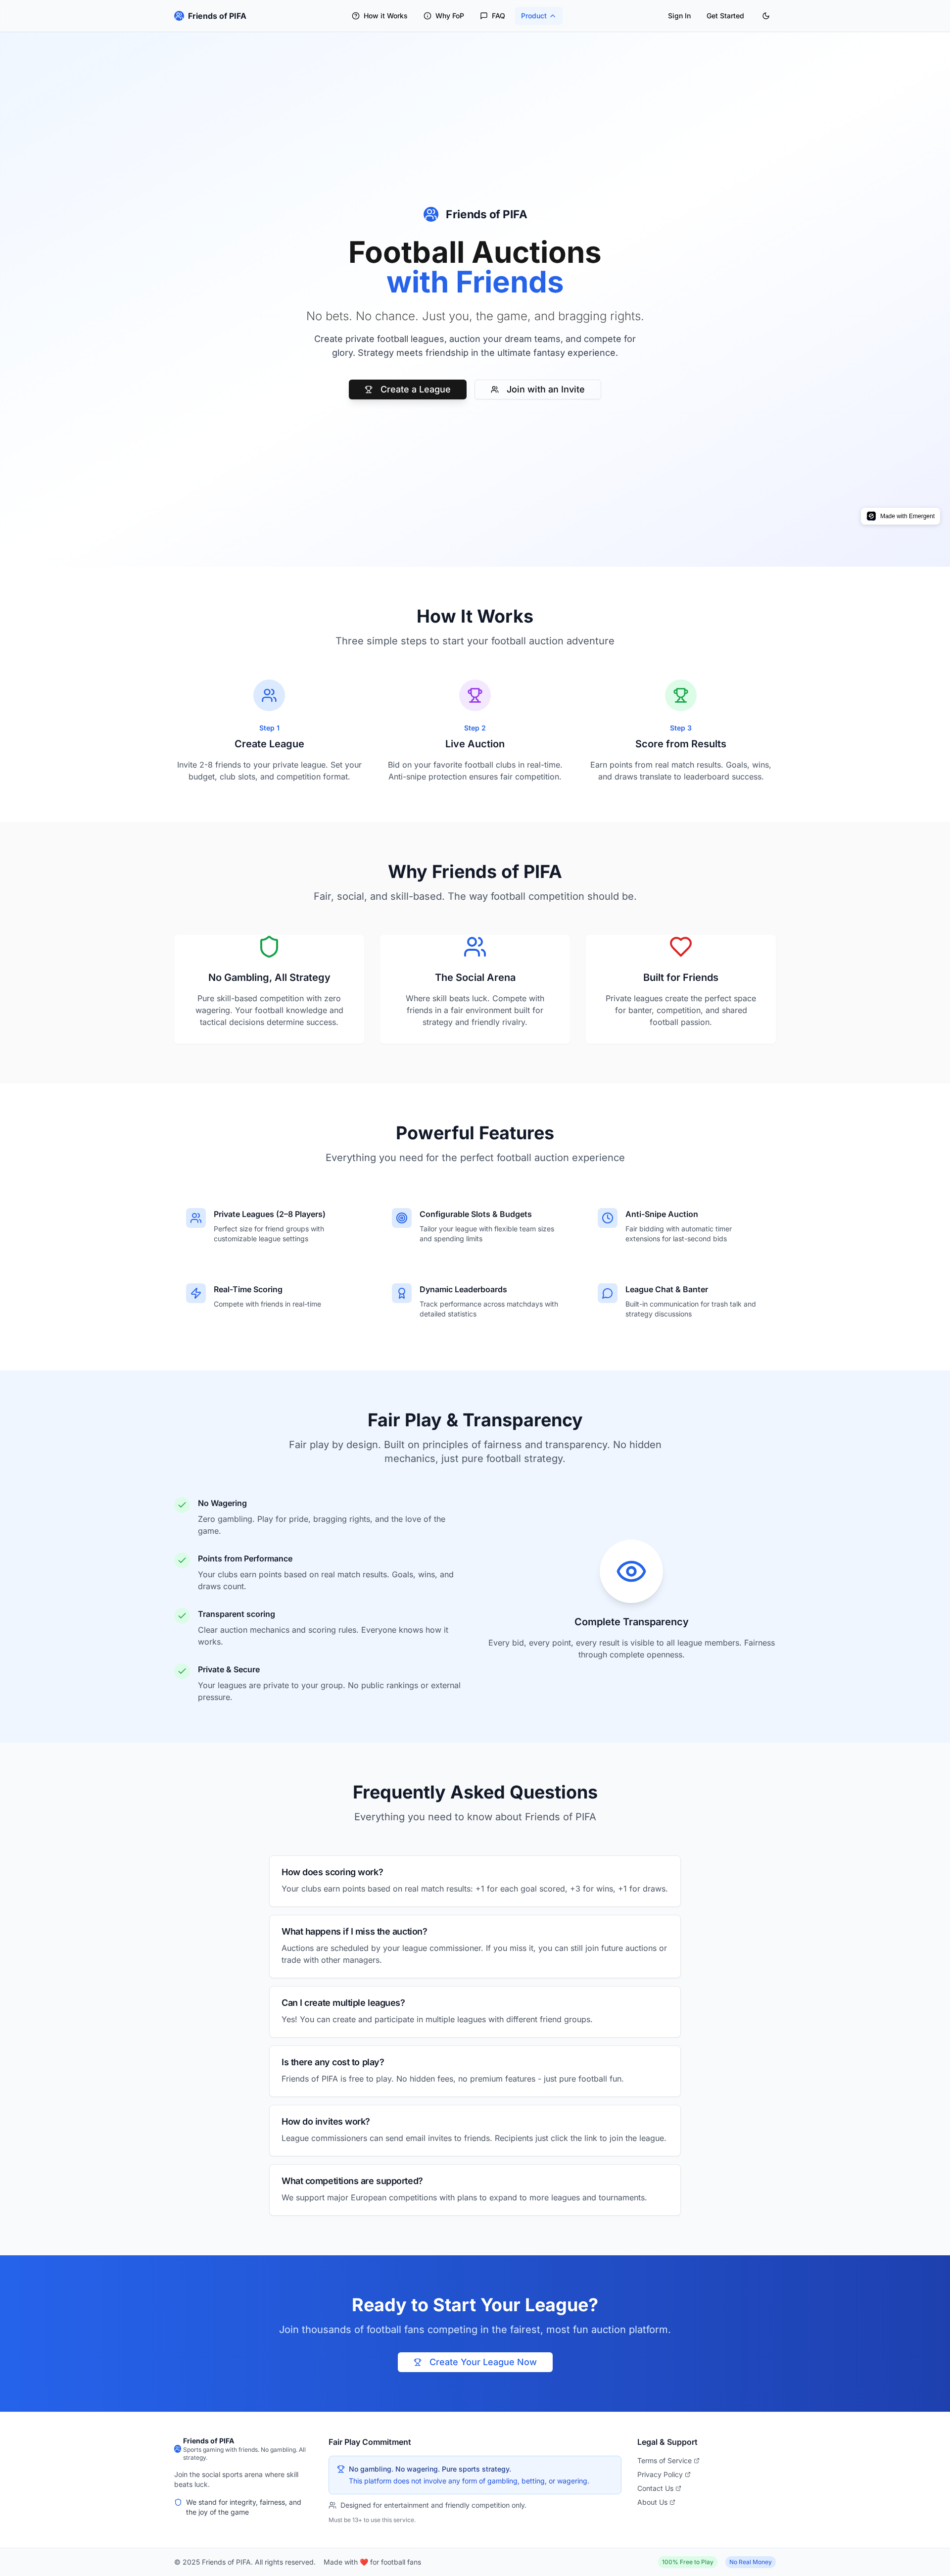 Friends of PIFA
How it Works
Why FoP
FAQ
Product
Sign In
Get Started
Friends of PIFA
Football Auctions
with Friends
No bets. No chance. Just you, the game, and bragging rights.
Create private football leagues, auction your dream teams, and compete for
glory. Strategy meets friendship in the ultimate fantasy experience.
Create a League
Join with an Invite
Made with Emergent
How It Works
Three simple steps to start your football auction adventure
Step 1
Create League
Invite 2-8 friends to your private league. Set your
budget, club slots, and competition format.
Step 2
Live Auction
Bid on your favorite football clubs in real-time.
Anti-snipe protection ensures fair competition.
Step 3
Score from Results
Earn points from real match results. Goals, wins,
and draws translate to leaderboard success.
Why Friends of PIFA
Fair, social, and skill-based. The way football competition should be.
No Gambling, All Strategy
Pure skill-based competition with zero
wagering. Your football knowledge and
tactical decisions determine success.
The Social Arena
Where skill beats luck. Compete with
friends in a fair environment built for
strategy and friendly rivalry.
Built for Friends
Private leagues create the perfect space
for banter, competition, and shared
football passion.
Powerful Features
Everything you need for the perfect football auction experience
Private Leagues (2–8 Players)
Perfect size for friend groups with
customizable league settings
Configurable Slots & Budgets
Tailor your league with flexible team sizes
and spending limits
Anti-Snipe Auction
Fair bidding with automatic timer
extensions for last-second bids
Real-Time Scoring
Compete with friends in real-time
Dynamic Leaderboards
Track performance across matchdays with
detailed statistics
League Chat & Banter
Built-in communication for trash talk and
strategy discussions
Fair Play & Transparency
Fair play by design. Built on principles of fairness and transparency. No hidden
mechanics, just pure football strategy.
No Wagering
Zero gambling. Play for pride, bragging rights, and the love of the
game.
Points from Performance
Your clubs earn points based on real match results. Goals, wins, and
draws count.
Transparent scoring
Clear auction mechanics and scoring rules. Everyone knows how it
works.
Private & Secure
Your leagues are private to your group. No public rankings or external
pressure.
Complete Transparency
Every bid, every point, every result is visible to all league members. Fairness
through complete openness.
Frequently Asked Questions
Everything you need to know about Friends of PIFA
How does scoring work?
Your clubs earn points based on real match results: +1 for each goal scored, +3 for wins, +1 for draws.
What happens if I miss the auction?
Auctions are scheduled by your league commissioner. If you miss it, you can still join future auctions or
trade with other managers.
Can I create multiple leagues?
Yes! You can create and participate in multiple leagues with different friend groups.
Is there any cost to play?
Friends of PIFA is free to play. No hidden fees, no premium features - just pure football fun.
How do invites work?
League commissioners can send email invites to friends. Recipients just click the link to join the league.
What competitions are supported?
We support major European competitions with plans to expand to more leagues and tournaments.
Ready to Start Your League?
Join thousands of football fans competing in the fairest, most fun auction platform.
Create Your League Now
Friends of PIFA
Sports gaming with friends. No gambling. All
strategy.
Join the social sports arena where skill
beats luck.
We stand for integrity, fairness, and
the joy of the game
Fair Play Commitment
No gambling. No wagering. Pure sports strategy.
This platform does not involve any form of gambling, betting, or wagering.
Designed for entertainment and friendly competition only.
Must be 13+ to use this service.
Legal & Support
Terms of Service
Privacy Policy
Contact Us
About Us
© 2025 Friends of PIFA. All rights reserved.
Made with ❤️ for football fans
100% Free to Play
No Real Money